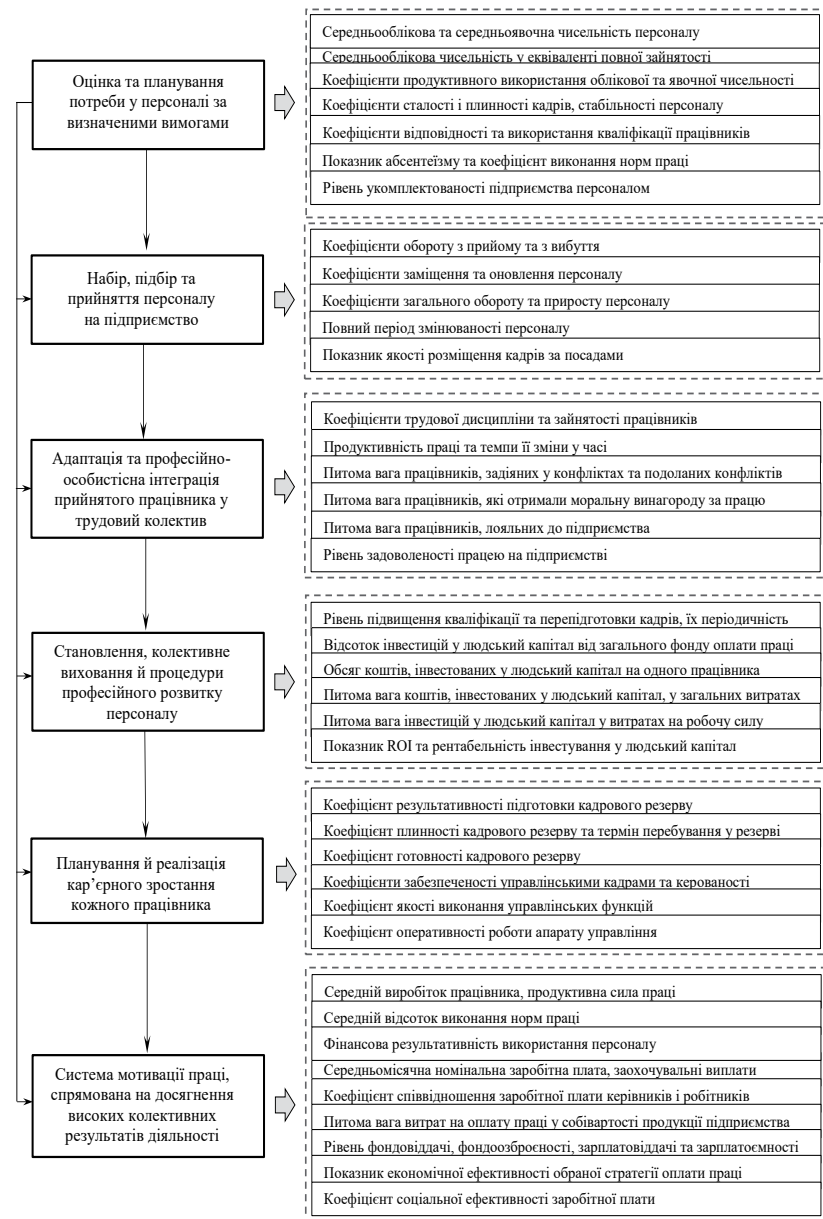 Оцінка та планування
потреби у персоналі за
визначеними вимогами
Середньооблікова та середньоявочна чисельність персоналу
Середньооблікова чисельність у еквіваленті повної зайнятості
Коефіцієнти продуктивного використання облікової та явочної чисельності
Коефіцієнти сталості і плинності кадрів, стабільності персоналу
Коефіцієнти відповідності та використання кваліфікації працівників
Показник абсентеїзму та коефіцієнт виконання норм праці
Рівень укомплектованості підприємства персоналом
Набір, підбір та
прийняття персоналу
на підприємство
Коефіцієнти обороту з прийому та з вибуття
Коефіцієнти заміщення та оновлення персоналу
Коефіцієнти загального обороту та приросту персоналу
Повний період змінюваності персоналу
Показник якості розміщення кадрів за посадами
Адаптація та професійно-
особистісна інтеграція
прийнятого працівника у
трудовий колектив
Коефіцієнти трудової дисципліни та зайнятості працівників
Продуктивність праці та темпи її зміни у часі
Питома вага працівників, задіяних у конфліктах та подоланих конфліктів
Питома вага працівників, які отримали моральну винагороду за працю
Питома вага працівників, лояльних до підприємства
Рівень задоволеності працею на підприємстві
Становлення, колективне
виховання й процедури
професійного розвитку
персоналу
Рівень підвищення кваліфікації та перепідготовки кадрів, їх періодичність
Відсоток інвестицій у людський капітал від загального фонду оплати праці
Обсяг коштів, інвестованих у людський капітал на одного працівника
Питома вага коштів, інвестованих у людський капітал, у загальних витратах
Питома вага інвестицій у людський капітал у витратах на робочу силу
Показник ROI та рентабельність інвестування у людський капітал
Планування й реалізація
кар’єрного зростання
кожного працівника
Коефіцієнт результативності підготовки кадрового резерву
Коефіцієнт плинності кадрового резерву та термін перебування у резерві
Коефіцієнт готовності кадрового резерву
Коефіцієнти забезпеченості управлінськими кадрами та керованості
Коефіцієнт якості виконання управлінських функцій
Коефіцієнт оперативності роботи апарату управління
Система мотивації праці,
спрямована на досягнення
високих колективних
результатів діяльності
Середній виробіток працівника, продуктивна сила праці
Середній відсоток виконання норм праці
Фінансова результативність використання персоналу
Середньомісячна номінальна заробітна плата, заохочувальні виплати
Коефіцієнт співвідношення заробітної плати керівників і робітників
Питома вага витрат на оплату праці у собівартості продукції підприємства
Рівень фондовіддачі, фондоозброєності, зарплатовіддачі та зарплатоємності
Показник економічної ефективності обраної стратегії оплати праці
Коефіцієнт соціальної ефективності заробітної плати